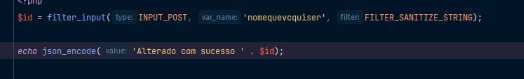 <?php
$id = filter_input( type: INPUT_POST, var_name: 'nomequevcquiser', filter: FILTER_SANITIZE_STRING);
echo json_encode( value: 'Alterado com sucesso ' . $id);